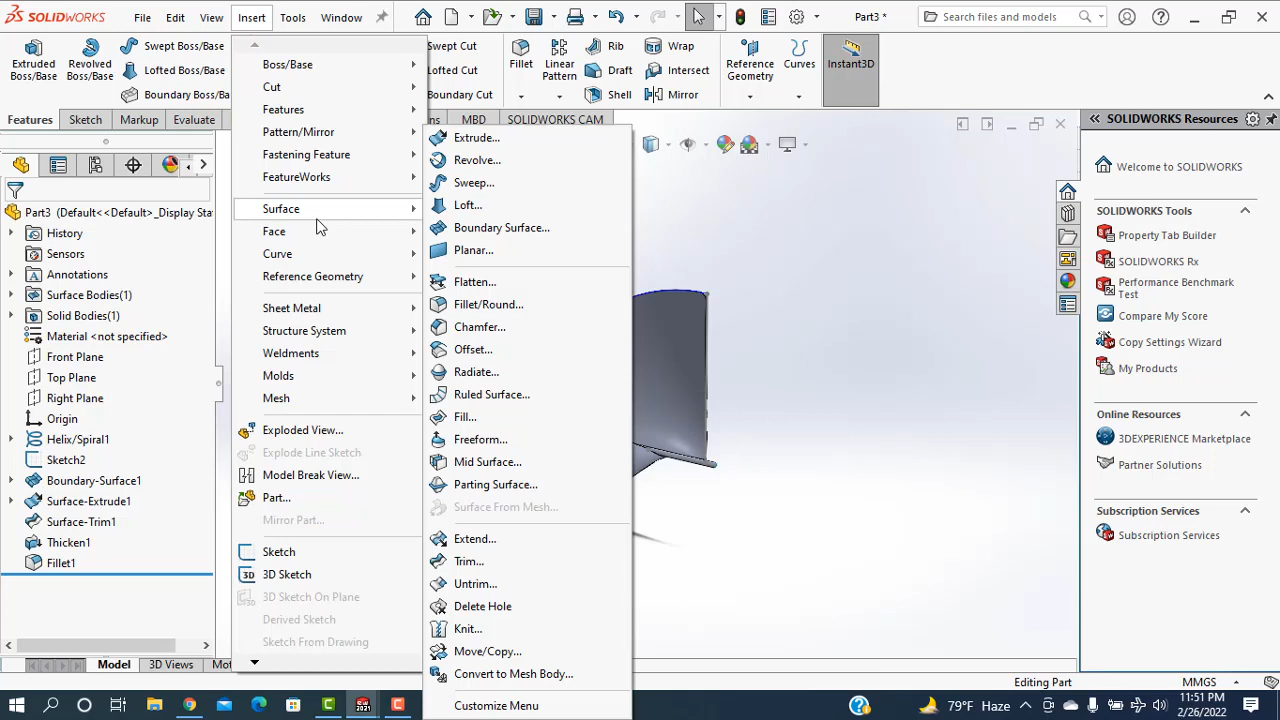 SOLIDWORKS
File
Edit
View
Insert
Tools
Window
Part3 *
Search files and models
Extruded Boss/Base
Revolved Boss/Base
Swept Boss/Base
Lofted Boss/Base
Boundary Boss/Ba
Swept Cut
Lofted Cut
Boundary Cut
Fillet
Linear Pattern
Rib
Draft
Shell
Wrap
Intersect
Mirror
Reference Geometry
Curves
Instant3D
Features
Sketch
Markup
Evaluate
ns
MBD
SOLIDWORKS CAM
Part3 (Default<<Default>_Display Sta
History
Sensors
Annotations
Surface Bodies(1)
Solid Bodies(1)
Material <not specified>
Front Plane
Top Plane
Right Plane
Origin
Helix/Spiral1
Sketch2
Boundary-Surface1
Surface-Extrude1
Surface-Trim1
Thicken1
Fillet1
Boss/Base
Cut
Features
Pattern/Mirror
Fastening Feature
FeatureWorks
Surface
Face
Curve
Reference Geometry
Sheet Metal
Structure System
Weldments
Molds
Mesh
Exploded View...
Explode Line Sketch
Model Break View...
Part...
Mirror Part...
Sketch
3D Sketch
3D Sketch On Plane
Derived Sketch
Sketch From Drawing
Extrude...
Revolve...
Sweep...
Loft...
Boundary Surface...
Planar...
Flatten...
Fillet/Round...
Chamfer...
Offset...
Radiate...
Ruled Surface...
Fill...
Freeform...
Mid Surface...
Parting Surface...
Surface From Mesh...
Extend...
Trim...
Untrim...
Delete Hole
Knit...
Move/Copy...
Convert to Mesh Body...
Customize Menu
SOLIDWORKS Resources
Welcome to SOLIDWORKS
SOLIDWORKS Tools
Property Tab Builder
SOLIDWORKS Rx
Performance Benchmark
Test
Compare My Score
Copy Settings Wizard
My Products
Online Resources
3DEXPERIENCE Marketplace
Partner Solutions
Subscription Services
Subscription Services
Model
3D Views
Mot
Editing Part
MMGS
79°F Haze
11:51 PM
2/26/2022